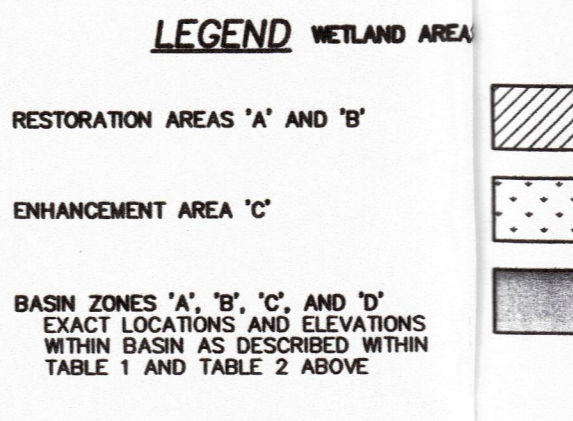 LEGEND WETLAND AREAS
RESTORATION AREAS 'A' AND 'B'
ENHANCEMENT AREA 'C'
BASIN ZONES 'A', 'B', 'C', AND 'D'
EXACT LOCATIONS AND ELEVATIONS
WITHIN BASIN AS DESCRIBED WITHIN
TABLE 1 AND TABLE 2 ABOVE